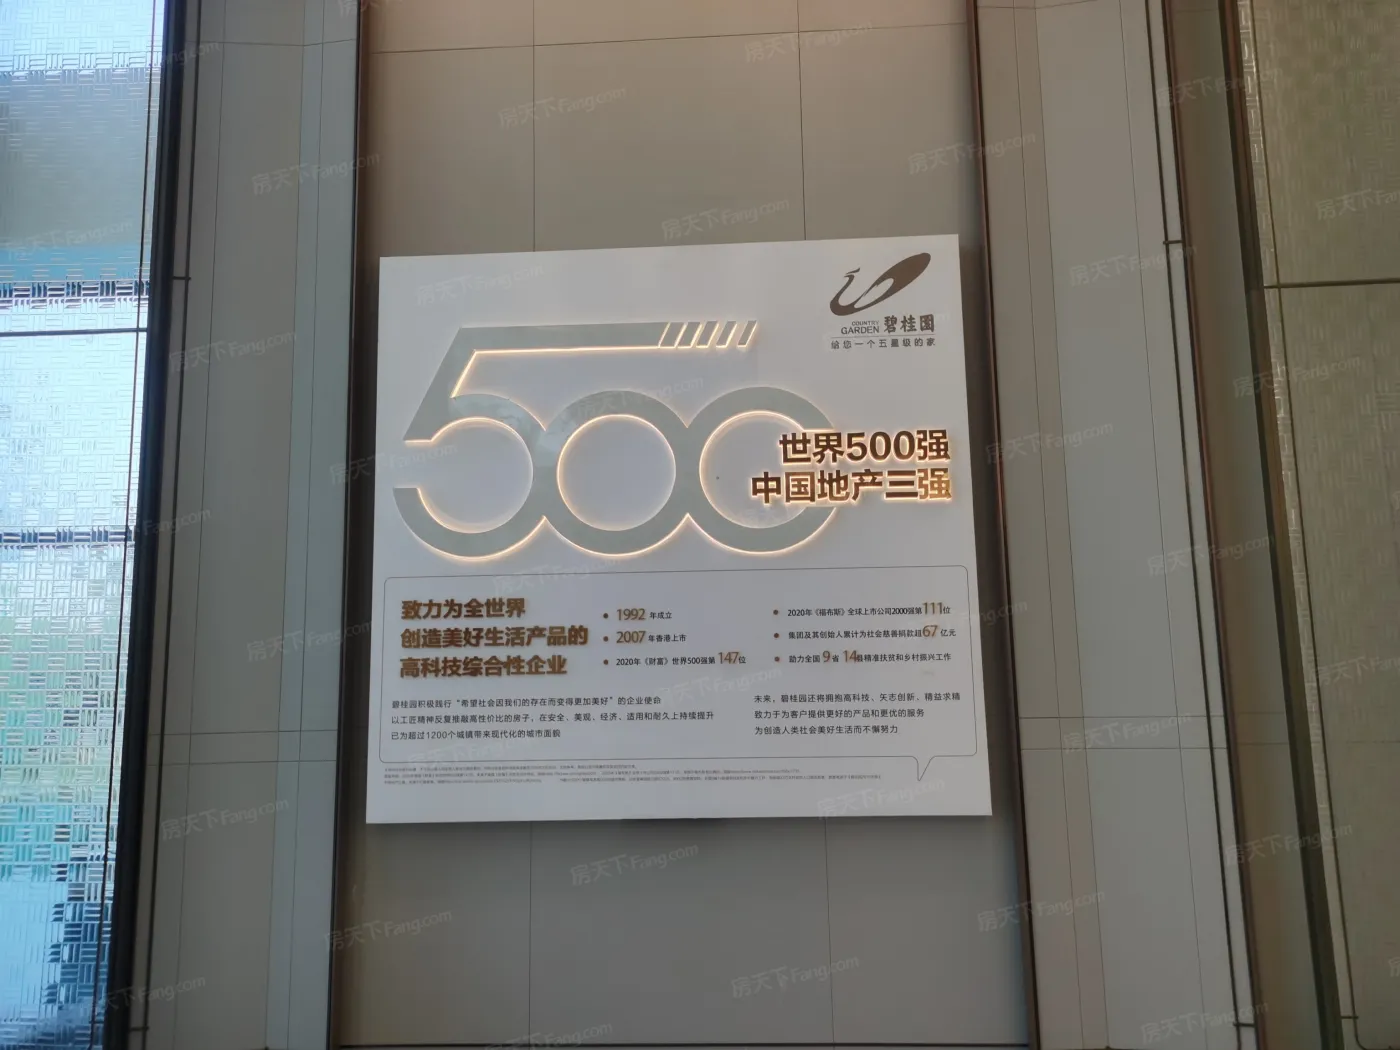 COUNTRY
GARDEN 碧桂园
给您一个五星级的家
500
世界500强
中国地产三强
致力为全世界
创造美好生活产品的
高科技综合性企业
1992 年成立
2007 年香港上市
2020年《财富》世界500强第 147位
2020年《福布斯》全球上市公司2000强第111位
集团及其创始人累计为社会慈善捐款超67 亿元
助力全国 9 省 14县精准扶贫和乡村振兴工作
碧桂园积极践行“希望社会因我们的存在而变得更加美好”的企业使命
以工匠精神反复推敲高性价比的房子，在安全、美观、经济、适用和耐久上持续提升
已为超过1200个城镇带来现代化的城市面貌
未来，碧桂园还将拥抱高科技、矢志创新、精益求精
致力于为客户提供更好的产品和更优的服务
为创造人类社会美好生活而不懈努力
房天下Fang.com